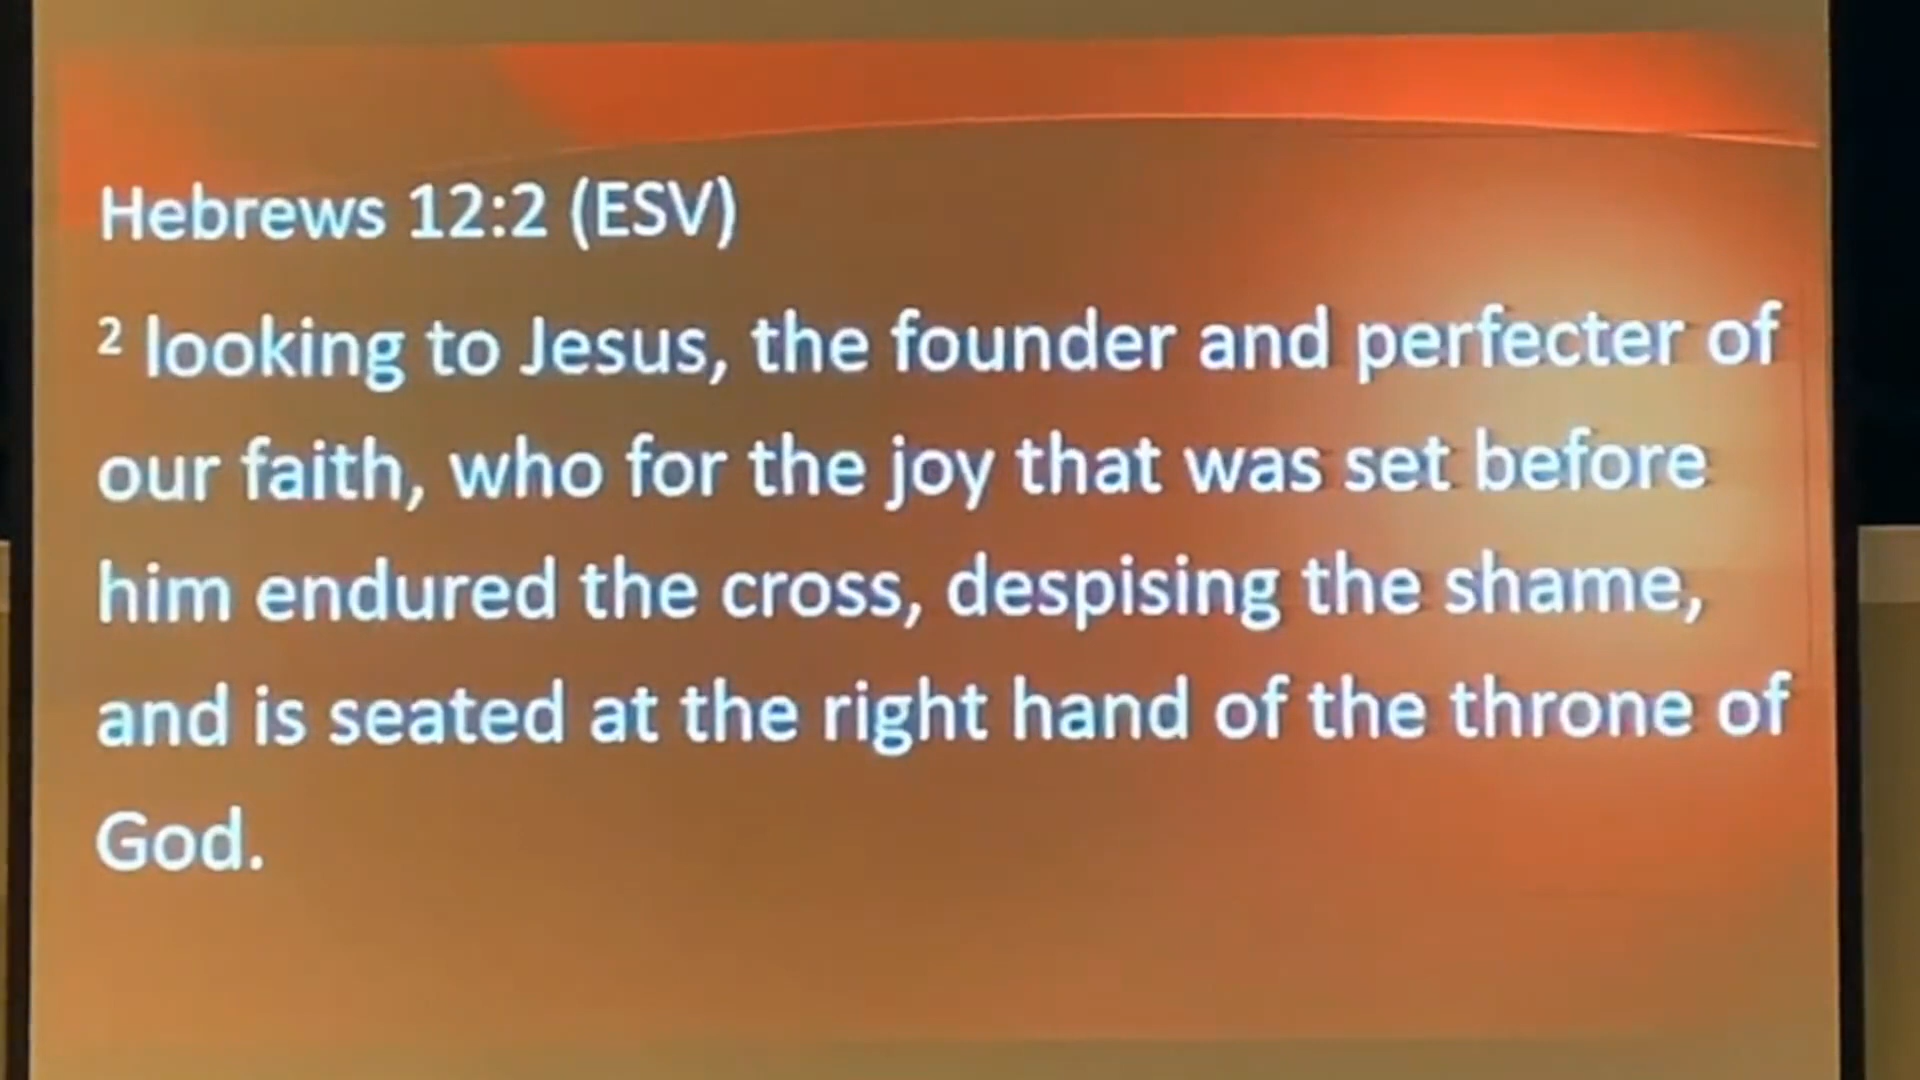 Hebrews 12:2 (ESV)
2 looking to Jesus, the founder and perfecter of
our faith, who for the joy that was set before
him endured the cross, despising the shame,
and is seated at the right hand of the throne of
God.